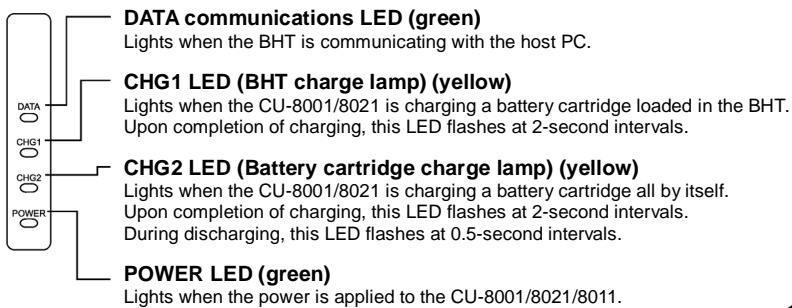 DATA communications LED (green)
Lights when the BHT is communicating with the host PC.
CHG1 LED (BHT charge lamp) (yellow)
Lights when the CU-8001/8021 is charging a battery cartridge loaded in the BHT.
Upon completion of charging, this LED flashes at 2-second intervals.
CHG2 LED (Battery cartridge charge lamp) (yellow)
Lights when the CU-8001/8021 is charging a battery cartridge all by itself.
Upon completion of charging, this LED flashes at 2-second intervals.
During discharging, this LED flashes at 0.5-second intervals.
POWER LED (green)
Lights when the power is applied to the CU-8001/8021/8011.
DATA
CHG1
CHG2
POWER